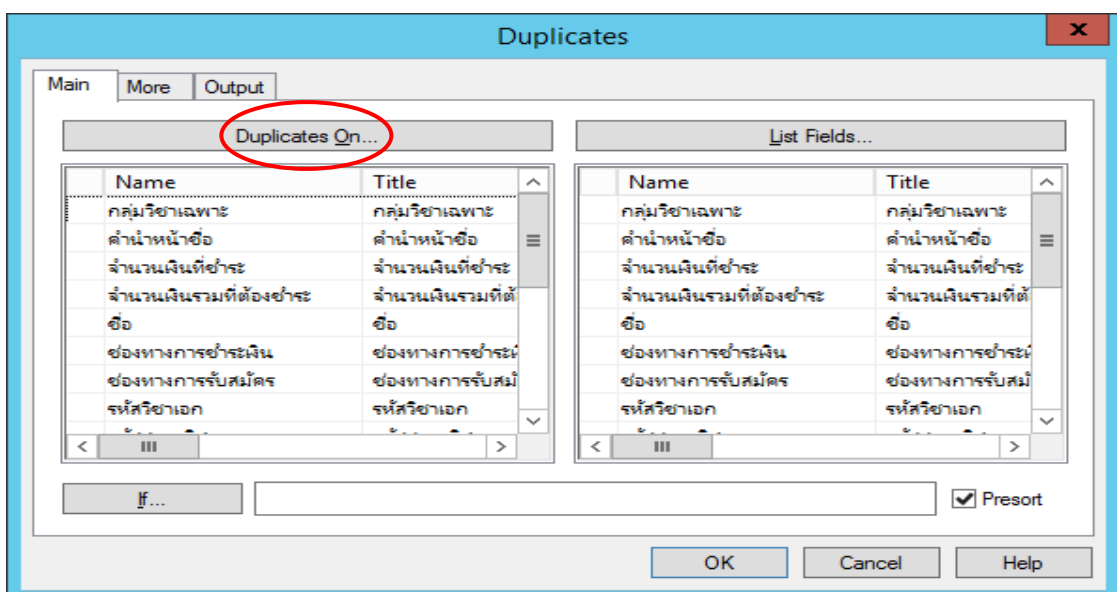 Duplicates
x
Main More Output
Duplicates On... List Fields...
Name Title Name Title
กลุ่มวิชาเฉพาะ กลุ่มวิชาเฉพาะ กลุ่มวิชาเฉพาะ กลุ่มวิชาเฉพาะ
คำนำหน้าชื่อ คำนำหน้าชื่อ คำนำหน้าชื่อ คำนำหน้าชื่อ
จำนวนเงินที่ชำระ จำนวนเงินที่ชำระ จำนวนเงินที่ชำระ จำนวนเงินที่ชำระ
จำนวนเงินรวมที่ต้องชำระ จำนวนเงินรวมที่ต้ จำนวนเงินรวมที่ต้องชำระ จำนวนเงินรวมที่ต้
ชื่อ ชื่อ ชื่อ ชื่อ
ช่องทางการชำระเงิน ช่องทางการชำระเ ช่องทางการชำระเงิน ช่องทางการชำระเ
ช่องทางการรับสมัคร ช่องทางการรับสมั ช่องทางการรับสมัคร ช่องทางการรับสมั
รหัสวิชาเอก รหัสวิชาเอก รหัสวิชาเอก รหัสวิชาเอก
If... Presort
OK Cancel Help